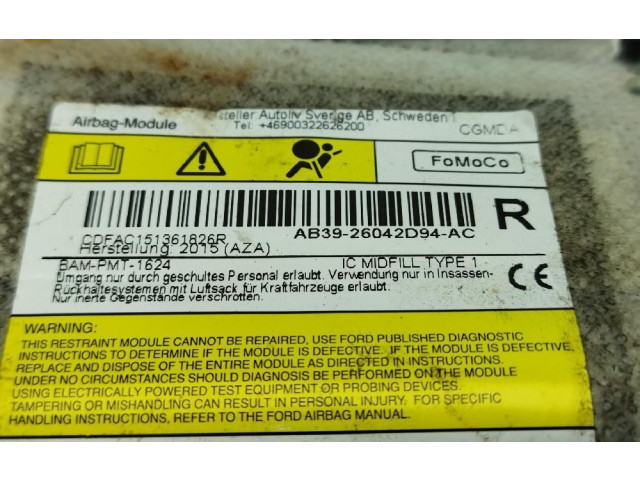 Airbag-Module
steller Autoliv Sverige AB, Schweden
Tel: +46900322626200
CGMDA
FoMoCo
R
CDFAC151361826R
AB39-26042D94-AC
Herstellung: 2015 (AZA)
BAM-PMT-1624
IC MIDFILL TYPE 1
CE
Umgang nur durch geschultes Personal erlaubt. Verwendung nur in Insassen-
Rückhaltesystemen mit Luftsack für Kraftfahrzeuge erlaubt.
Nur inerte Gegenstände verschrotten.
WARNING:
THIS RESTRAINT MODULE CANNOT BE REPAIRED, USE FORD PUBLISHED DIAGNOSTIC
INSTRUCTIONS TO DETERMINE IF THE MODULE IS DEFECTIVE. IF THE MODULE IS DEFECTIVE,
REPLACE AND DISPOSE OF THE ENTIRE MODULE AS DIRECTED IN INSTRUCTIONS.
UNDER NO CIRCUMSTANCES SHOULD DIAGNOSIS BE PERFORMED ON THE MODULE
USING ELECTRICALLY POWERED TEST EQUIPMENT OR PROBING DEVICES.
TAMPERING OR MISHANDLING CAN RESULT IN PERSONAL INJURY. FOR SPECIFIC
HANDLING INSTRUCTIONS, REFER TO THE FORD AIRBAG MANUAL.